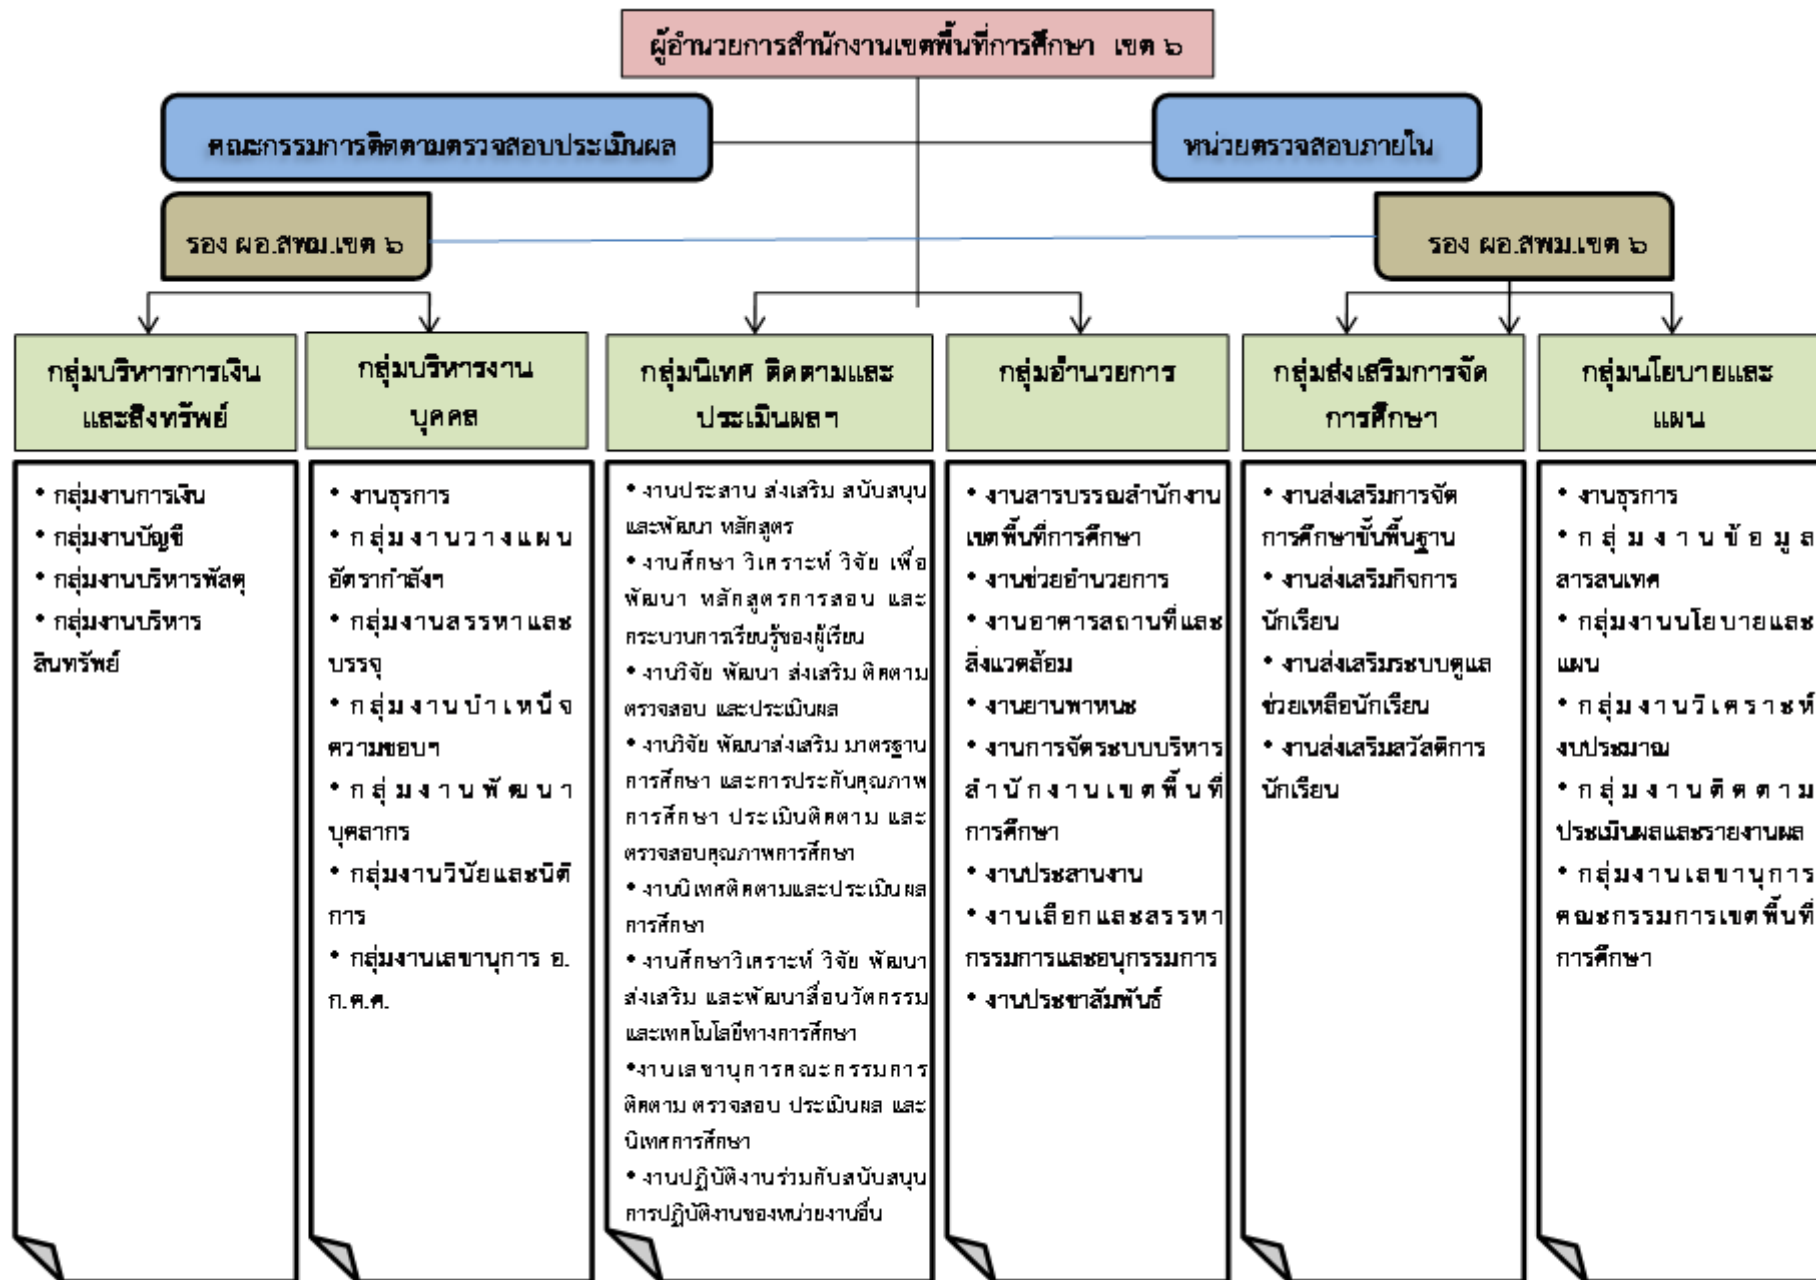 ผู้อำนวยการสำนักงานเขตพื้นที่การศึกษา เขต ๖
คณะกรรมการติดตามตรวจสอบประเมินผล
หน่วยตรวจสอบภายใน
รอง ผอ.สพม.เขต ๖
รอง ผอ.สพม.เขต ๖
กลุ่มบริหารการเงิน
และสิงทรัพย์
กลุ่มบริหารงาน
บุคคล
กลุ่มนิเทศ ติดตามและ
ประเมินผลฯ
กลุ่มอำนวยการ
กลุ่มส่งเสริมการจัด
การศึกษา
กลุ่มนโยบายและ
แผน
• กลุ่มงานการเงิน
• กลุ่มงานบัญชี
• กลุ่มงานบริหารพัสดุ
• กลุ่มงานบริหาร
สินทรัพย์
• งานธุรการ
• กลุ่มงานวางแผน
อัตรากำลังฯ
• กลุ่มงานสรรหาและ
บรรจุ
• กลุ่มงานบำเหน็จ
ความชอบฯ
• กลุ่มงานพัฒนา
บุคลากร
• กลุ่มงานวินัยและนิติ
การ
• กลุ่มงานเลขานุการ อ.
ก.ค.ศ.
• งานประสาน ส่งเสริม สนับสนุน
และพัฒนา หลักสูตร
• งานศึกษา วิเคราะห์ วิจัย เพื่อ
พัฒนา หลักสูตรการสอน และ
กระบวนการเรียนรู้ของผู้เรียน
• งานวิจัย พัฒนา ส่งเสริม ติดตาม
ตรวจสอบ และประเมินผล
• งานวิจัย พัฒนาส่งเสริม มาตรฐาน
การศึกษา และการประกันคุณภาพ
การศึกษา ประเมินติดตาม และ
ตรวจสอบคุณภาพการศึกษา
• งานนิเทศติดตามและประเมินผล
การศึกษา
• งานศึกษาวิเคราะห์ วิจัย พัฒนา
ส่งเสริม และพัฒนาสื่อนวัตกรรม
และเทคโนโลยีทางการศึกษา
•งานเลขานุการคณะกรรมการ
ติดตาม ตรวจสอบ ประเมินผล และ
นิเทศการศึกษา
• งานปฏิบัติงานร่วมกับสนับสนุน
การปฏิบัติงานของหน่วยงานอื่น
• งานสารบรรณสำนักงาน
เขตพื้นที่การศึกษา
• งานช่วยอำนวยการ
• งานอาคารสถานที่และ
สิ่งแวดล้อม
• งานยานพาหนะ
• งานการจัดระบบบริหาร
สำนักงานเขตพื้นที่
การศึกษา
• งานประสานงาน
• งานเลือกและสรรหา
กรรมการและอนุกรรมการ
• งานประชาสัมพันธ์
• งานส่งเสริมการจัด
การศึกษาขั้นพื้นฐาน
• งานส่งเสริมกิจการ
นักเรียน
• งานส่งเสริมระบบดูแล
ช่วยเหลือนักเรียน
• งานส่งเสริมสวัสดิการ
นักเรียน
• งานธุรการ
• กลุ่มงานข้อมูล
สารสนเทศ
• กลุ่มงานนโยบายและ
แผน
• กลุ่มงานวิเคราะห์
งบประมาณ
• กลุ่มงานติดตาม
ประเมินผลและรายงานผล
• กลุ่มงานเลขานุการ
คณะกรรมการเขตพื้นที่
การศึกษา